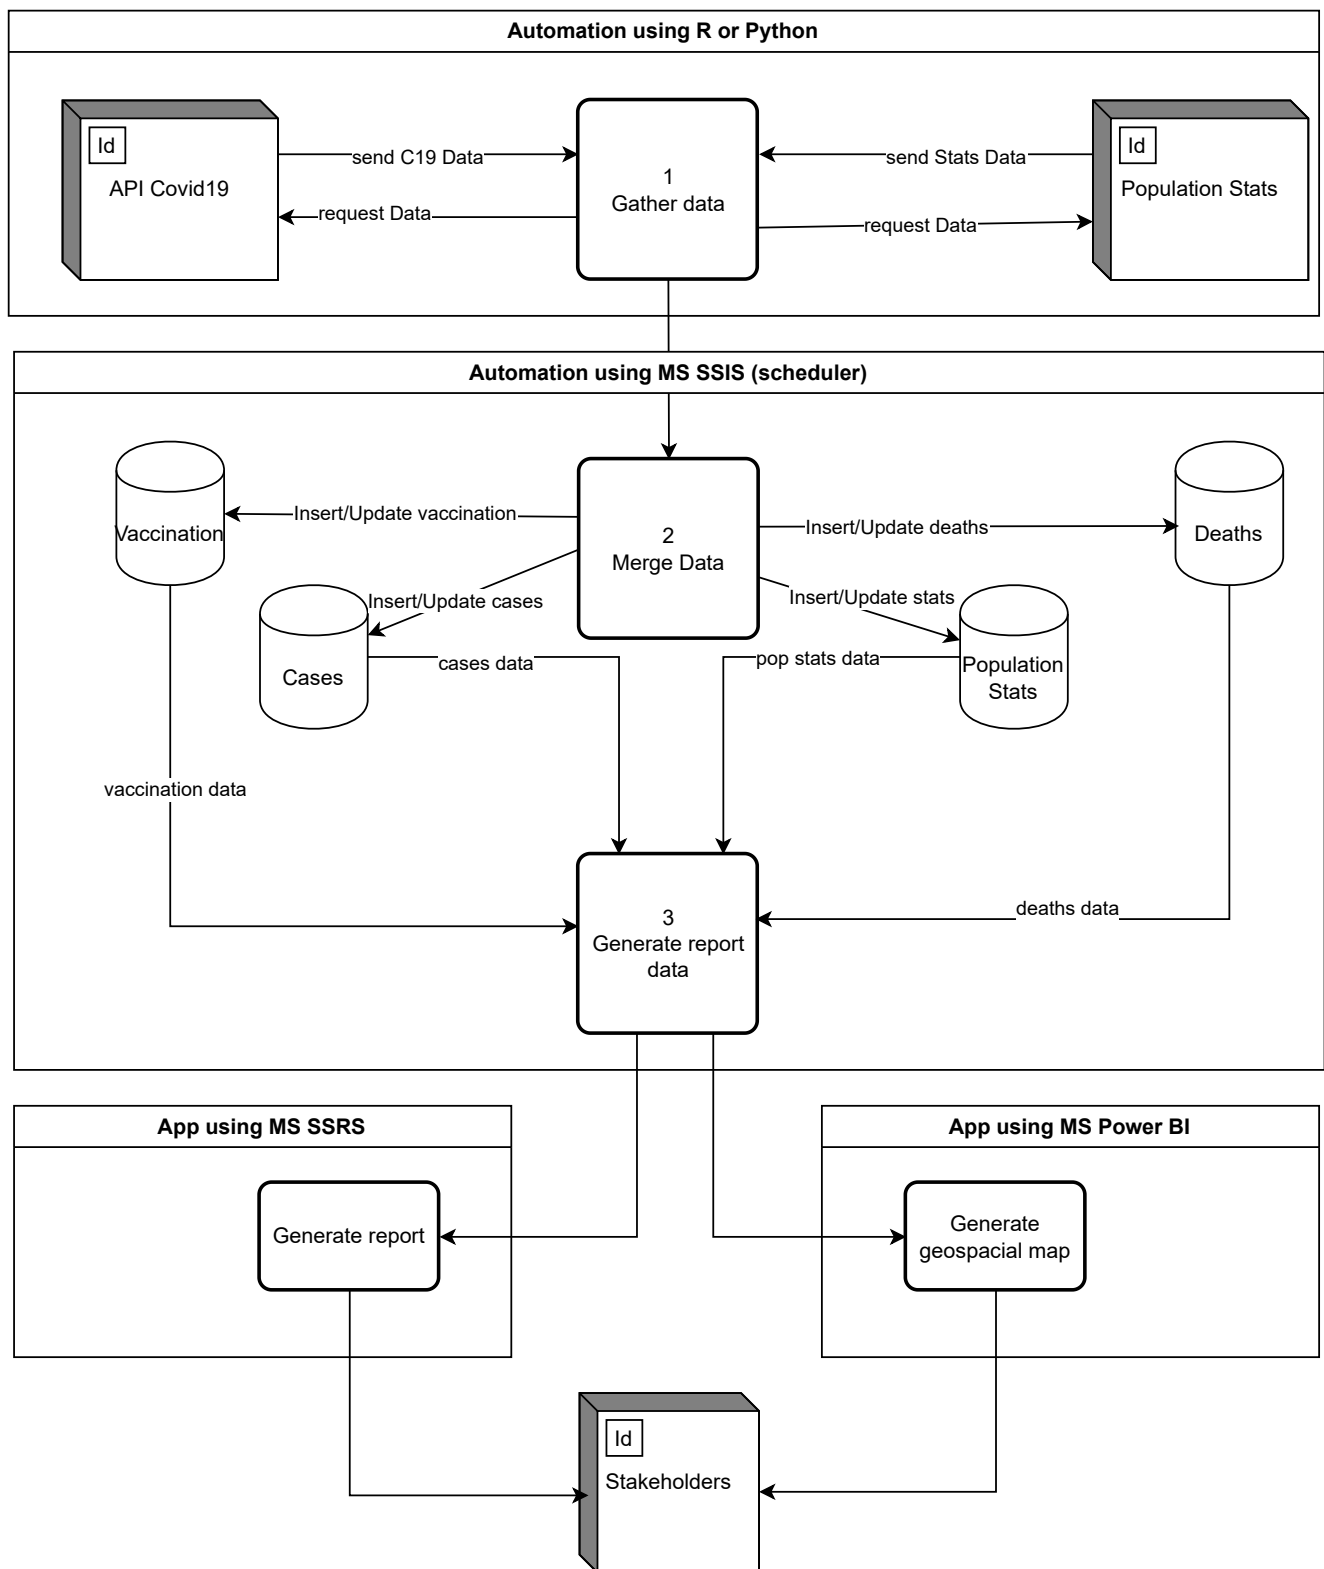 Automation using R or Python
Id
API Covid19
send C19 Data
request Data
1
Gather data
send Stats Data
request Data
Id
Population Stats
Automation using MS SSIS (scheduler)
Vaccination
Insert/Update vaccination
2
Merge Data
Insert/Update deaths
Deaths
Insert/Update cases
Insert/Update stats
Cases
cases data
pop stats data
Population
Stats
vaccination data
3
Generate report
data
deaths data
App using MS SSRS
Generate report
App using MS Power BI
Generate
geospacial map
Id
Stakeholders